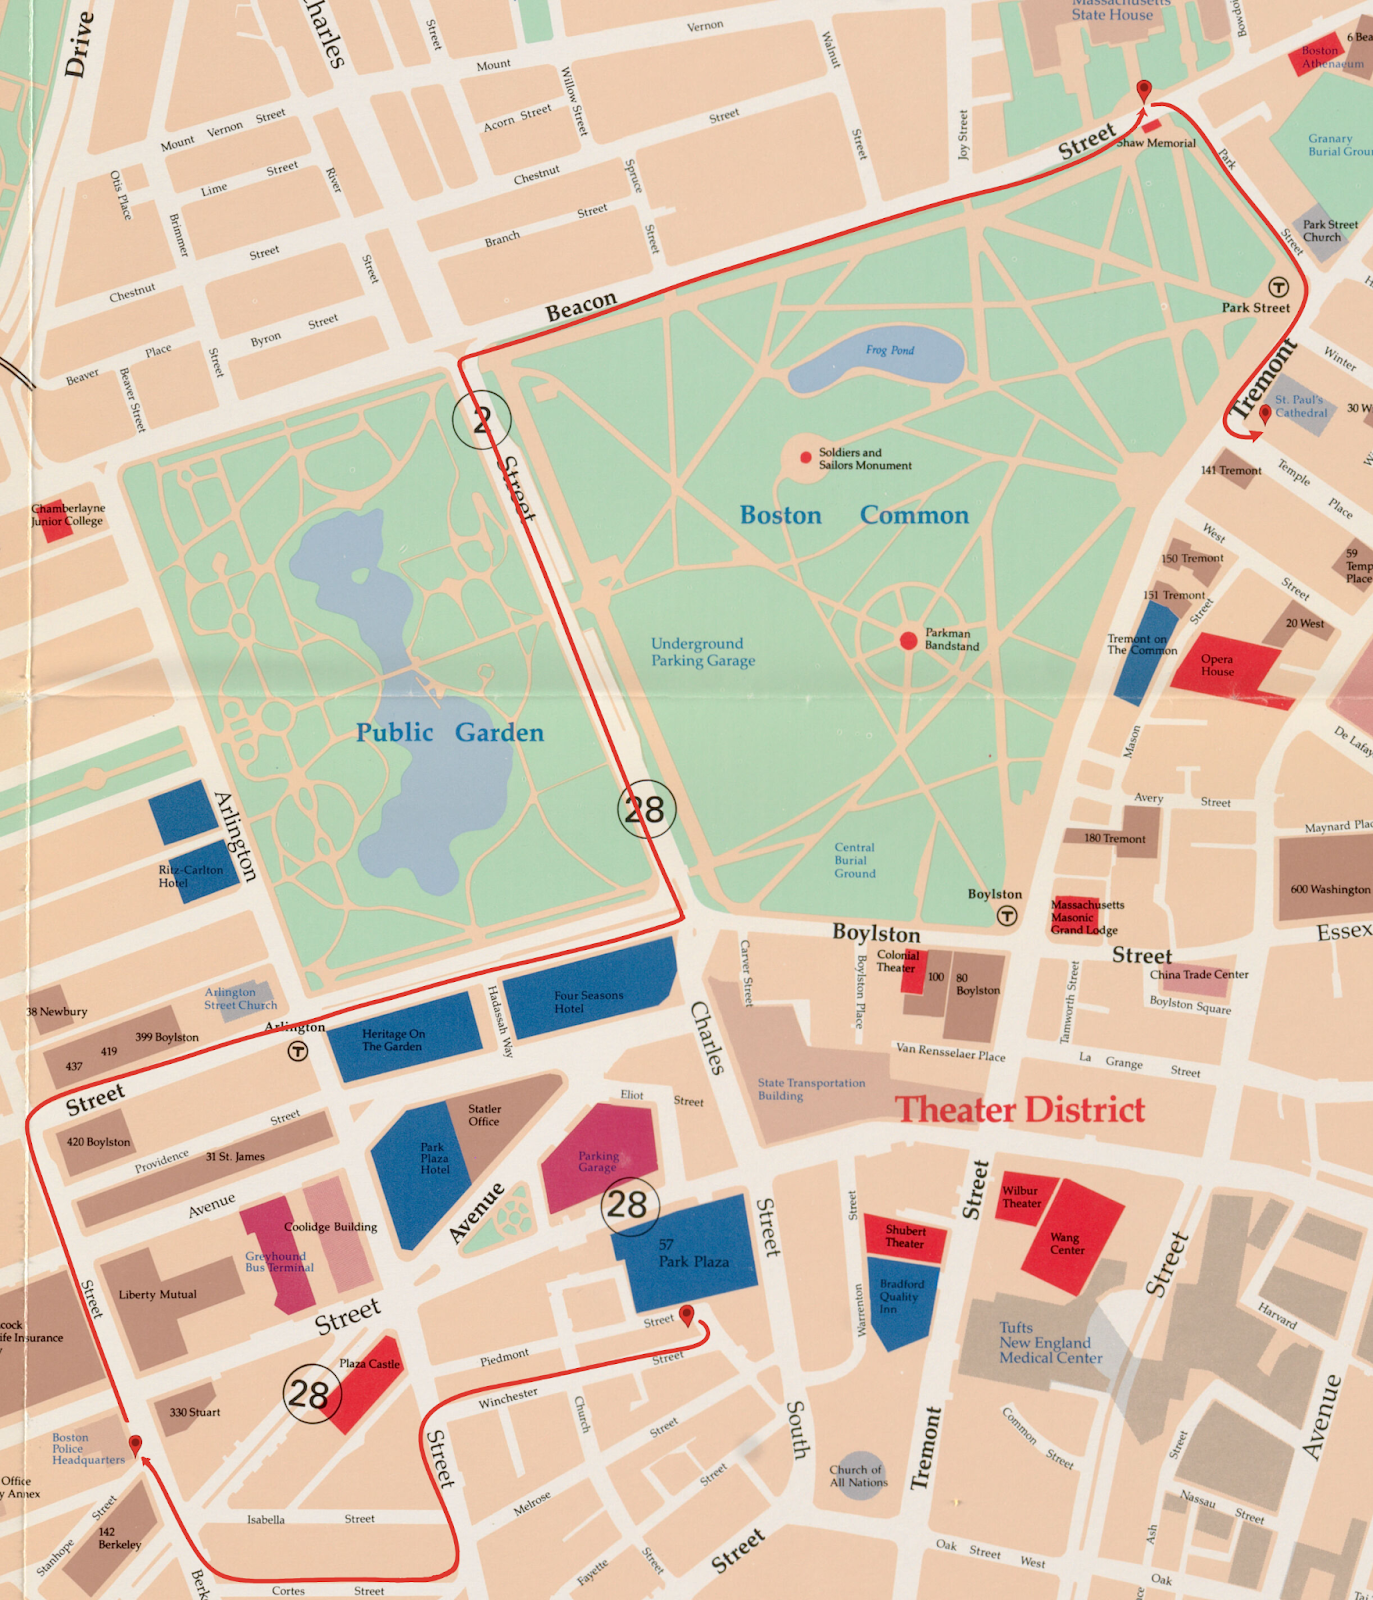 Drive
Charles
Street
Vernon
Walnut
Massachusetts
State House
Bowdoin
6 Bea
Boston
Athenaeum
Mount
Willow Street
Acorn Street
Street
Street
Joy Street
Street
Shaw Memorial
Park
Granary
Burial Groun
Mount Vernon Street
Lime Street
River
Otis Place
Brimmer
Chestnut
Spruce
Street
Branch
Street
Street
Street
Park Street
Church
Street
Chestnut
Street
Beacon
T
Park Street
Byron Street
Beaver Place
Street
Beaver Street
Frog Pond
Tremont
Winter
2
Street
St. Paul's
Cathedral
30 W
Soldiers and
Sailors Monument
141 Tremont
Temple
Place
Chamberlayne
Junior College
Boston Common
West
Street
150 Tremont
59
Temp
Place
151 Tremont
Street
20 West
Underground
Parking Garage
Parkman
Bandstand
Tremont on
The Common
Opera
House
Public Garden
Mason
De Lafay
Arlington
28
Avery Street
Maynard Plac
180 Tremont
Ritz-Carlton
Hotel
Central
Burial
Ground
Boylston
T
600 Washington
Massachusetts
Masonic
Grand Lodge
Boylston
Street
Essex
Colonial
Theater
100
80
Boylston
China Trade Center
Boylston Square
Carver Street
Boylston Place
Tamworth Street
38 Newbury
Arlington
Street Church
Hadassah Way
Four Seasons
Hotel
Charles
Arlington
T
Heritage On
The Garden
399 Boylston
419
437
Van Rensselaer Place
La Grange Street
Street
State Transportation
Building
Theater District
Eliot Street
Statler
Office
Park
Plaza
Hotel
Parking
Garage
420 Boylston
Providence
Street
31 St. James
Avenue
Avenue
28
Street
Street
Street
Wilbur
Theater
Wang
Center
Shubert
Theater
Coolidge Building
Greyhound
Bus Terminal
57
Park Plaza
Street
Liberty Mutual
Street
Bradford
Quality
Inn
Warrenton
Harvard
Street
Street
cock
ife Insurance
Tufts
New England
Medical Center
Plaza Castle
Piedmont
Street
28
Winchester
Church
330 Stuart
Boston
Police
Headquarters
Street
South
Tremont
Common Street
Avenue
Street
Street
Street
Office
y Annex
Church of
All Nations
Melrose
Nassau Street
Isabella Street
Stanhope Street
142
Berkeley
Street
Ash
Oak Street West
Fayette
Street
Berk
Cortes Street
Oak